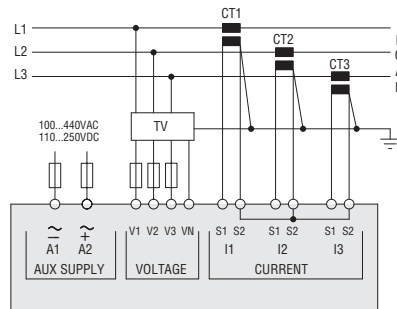 CT1
L1
CT2
L2
CT3
L3
100...440VAC
110...250VDC
TV
V1 V2 V3 VN S1 S2 S1 S2 S1 S2
A1 A2 I1 I2 I3
AUX SUPPLY VOLTAGE CURRENT